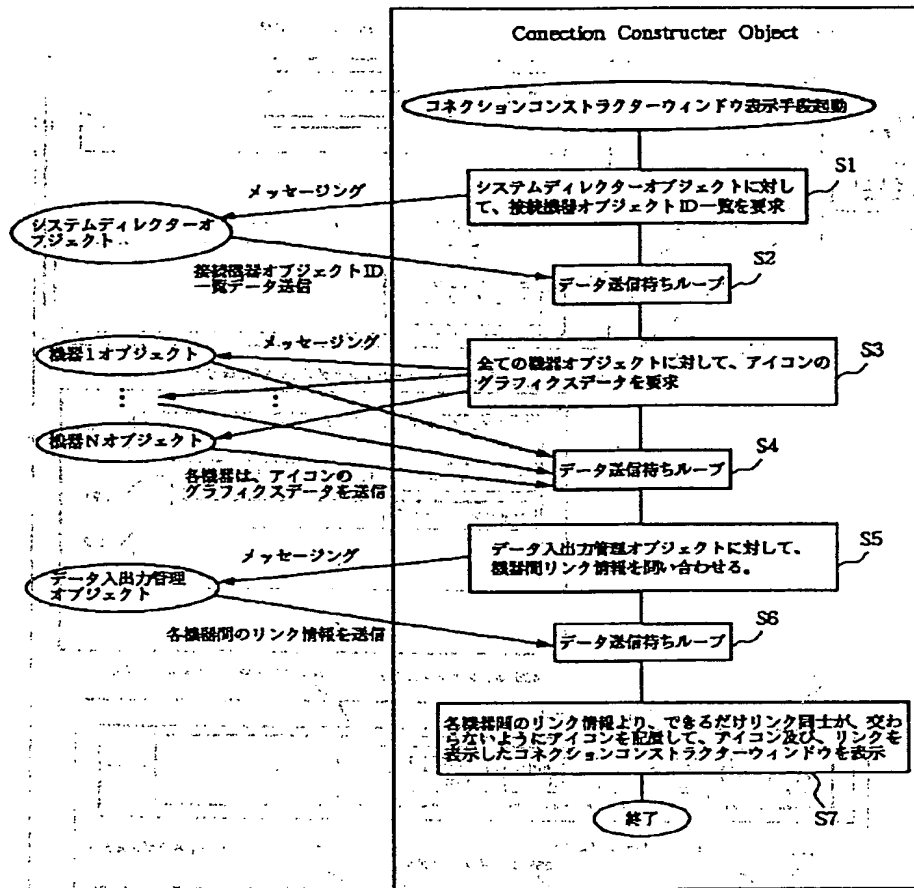 Conection Constructer Object
コネクションコンストラクターウィンドウ表示手段起動
S1
メッセージング
システムディレクターオブジェクトに対し
て、接続機器オブジェクトID一覧を要求
システムディレクターオ
ブジェクト
接続機器オブジェクトID
一覧データ送信
S2
データ送信待ちループ
メッセージング
機器1オブジェクト
S3
全ての機器オブジェクトに対して、アイコンの
グラフィクスデータを要求
機器Nオブジェクト
S4
データ送信待ちループ
各機器は、アイコンの
グラフィクスデータを送信
S5
メッセージング
データ入出力管理オブジェクトに対して、
機器間リンク情報を問い合わせる。
データ入出力管理
オブジェクト
S6
各機器間のリンク情報を送信
データ送信待ちループ
各機器間のリンク情報より、できるだけリンク同士が、交わ
らないようにアイコンを配置して、アイコン及び、リンクを
表示したコネクションコンストラクターウィンドウを表示
S7
終了